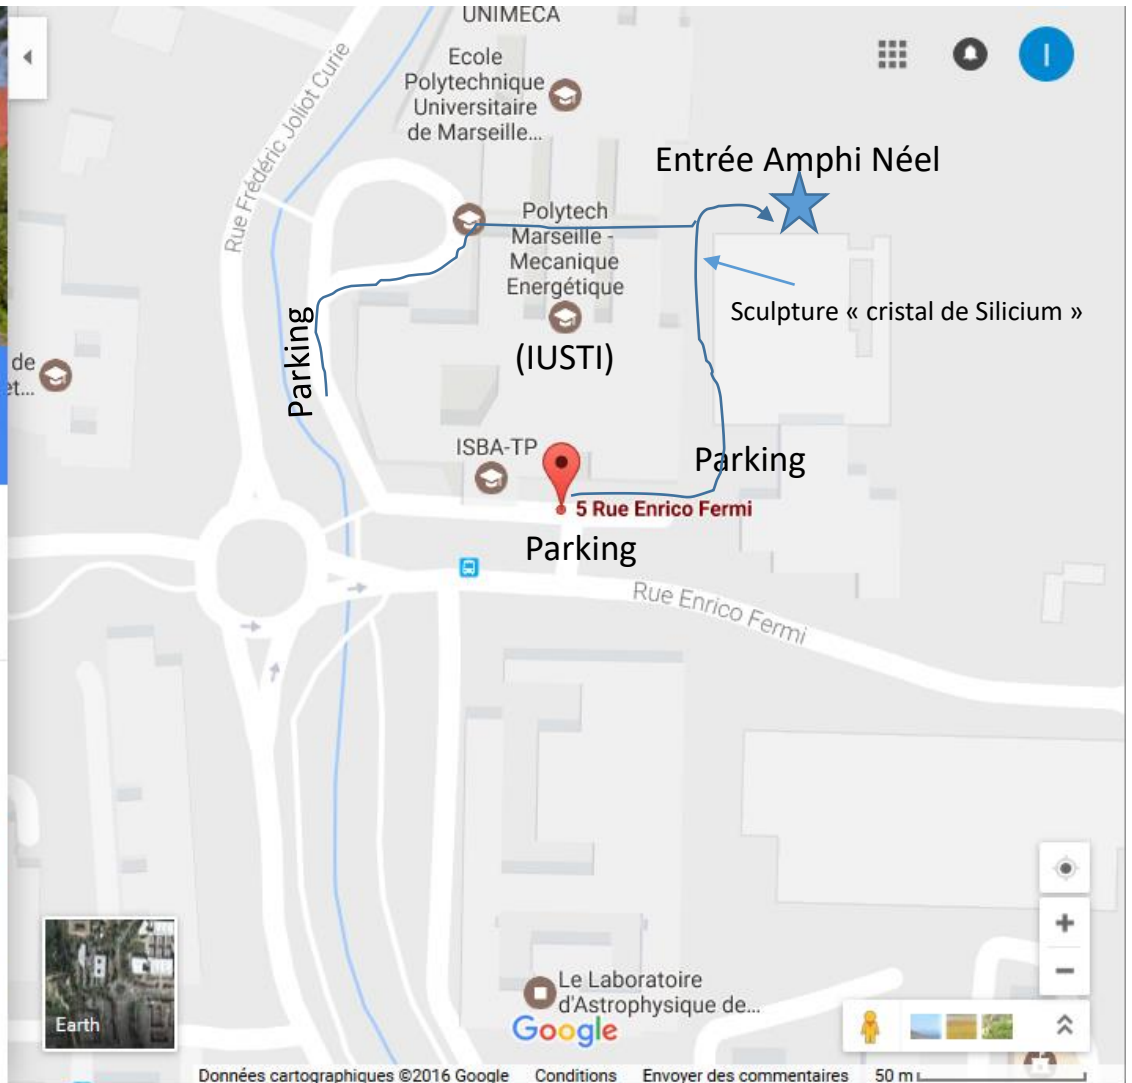 UNIMECA
Ecole
Polytechnique
Universitaire
de Marseille...
I
Rue Frédéric Joliot Curie
Entrée Amphi Néel
Polytech
Marseille -
Mecanique
Energétique
(IUSTI)
Sculpture « cristal de Silicium »
Parking
de
et...
ISBA-TP
Parking
5 Rue Enrico Fermi
Parking
Rue Enrico Fermi
Le Laboratoire
d'Astrophysique de...
Earth
Google
Données cartographiques ©2016 Google Conditions Envoyer des commentaires 50 m